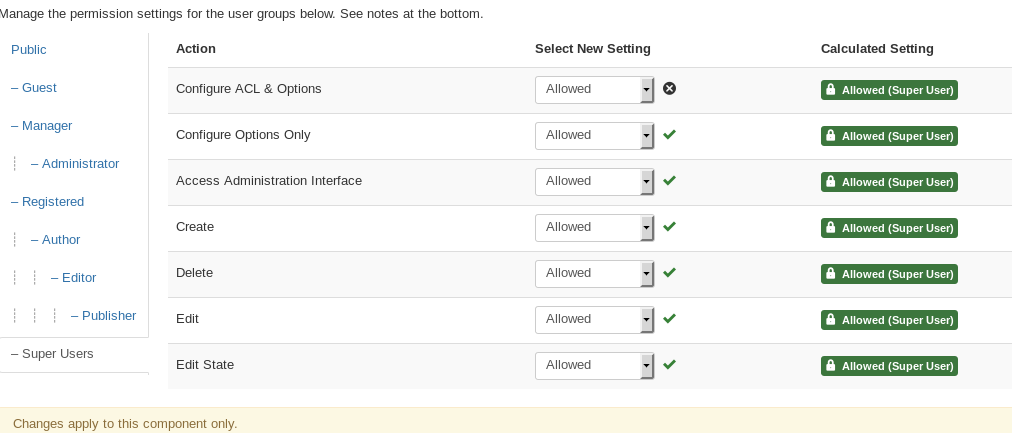 Manage the permission settings for the user groups below. See notes at the bottom.
Public
– Guest
– Manager
– Administrator
– Registered
– Author
– Editor
– Publisher
– Super Users
Action Select New Setting Calculated Setting
Configure ACL & Options Allowed Allowed (Super User)
Configure Options Only Allowed Allowed (Super User)
Access Administration Interface Allowed Allowed (Super User)
Create Allowed Allowed (Super User)
Delete Allowed Allowed (Super User)
Edit Allowed Allowed (Super User)
Edit State Allowed Allowed (Super User)
Changes apply to this component only.